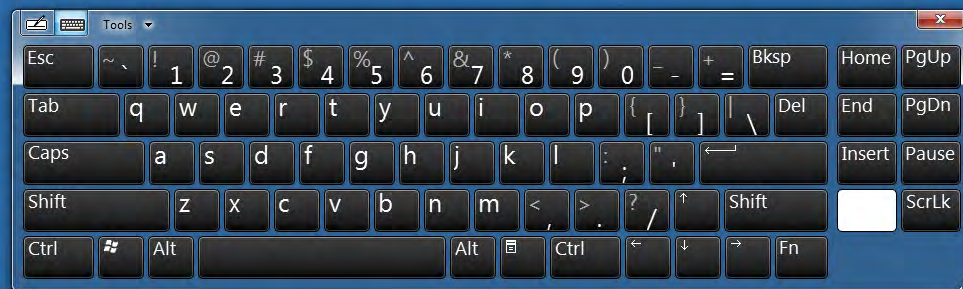 Tools
Esc ~ ` ! 1 @ 2 # 3 $ 4 % 5 ^ 6 & 7 * 8 ( 9 ) 0 _ - + = Bksp Home PgUp
Tab q w e r t y u i o p { [ } ] | \ Del End PgDn
Caps a s d f g h j k l : ; " ' Insert Pause
Shift z x c v b n m < , > . ? / ↑ Shift ScrLk
Ctrl Alt Alt Ctrl ← ↓ → Fn